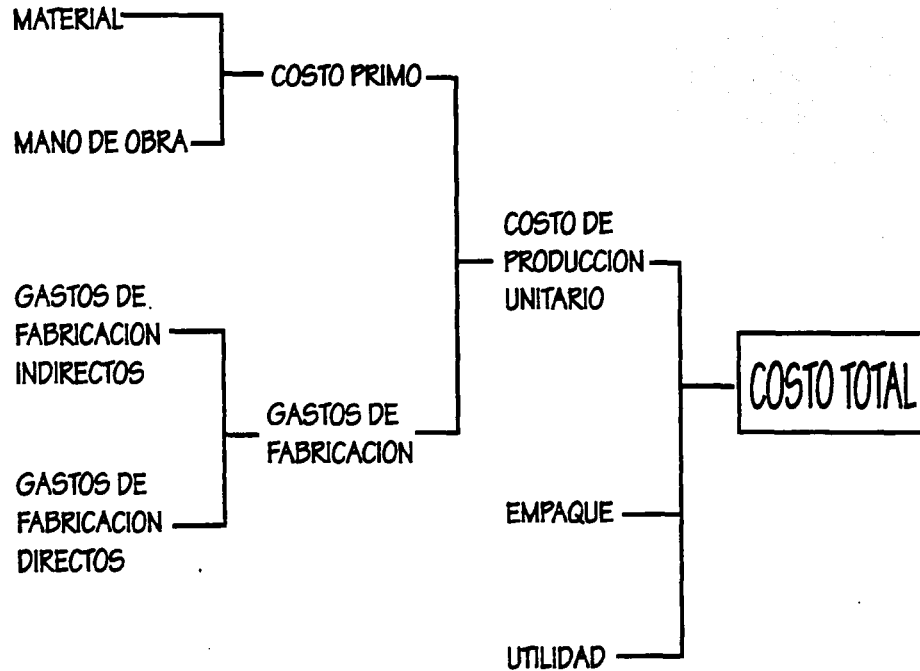 MATERIAL
COSTO PRIMO
MANO DE OBRA
COSTO DE
PRODUCCION
UNITARIO
GASTOS DE
FABRICACION
INDIRECTOS
COSTO TOTAL
GASTOS DE
FABRICACION
GASTOS DE
FABRICACION
DIRECTOS
EMPAQUE
UTILIDAD